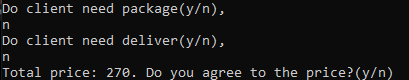 Do client need package(y/n),
n
Do client need deliver(y/n),
n
Total price: 270. Do you agree to the price?(y/n)